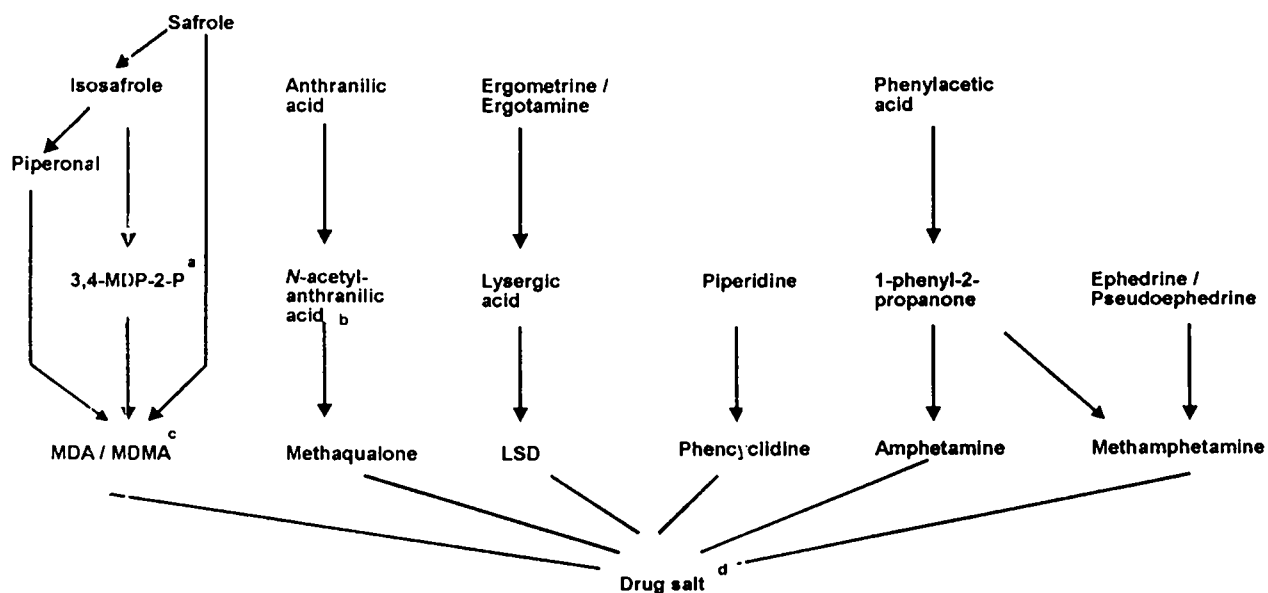 Safrole
Isosafrole
Anthranilic
acid
Ergometrine /
Ergotamine
Phenylacetic
acid
Piperonal
3,4-MDP-2-P a
N-acetyl-
anthranilic
acid b
Lysergic
acid
Piperidine
1-phenyl-2-
propanone
Ephedrine /
Pseudoephedrine
MDA / MDMA c
Methaqualone
LSD
Phencyclidine
Amphetamine
Methamphetamine
Drug salt d